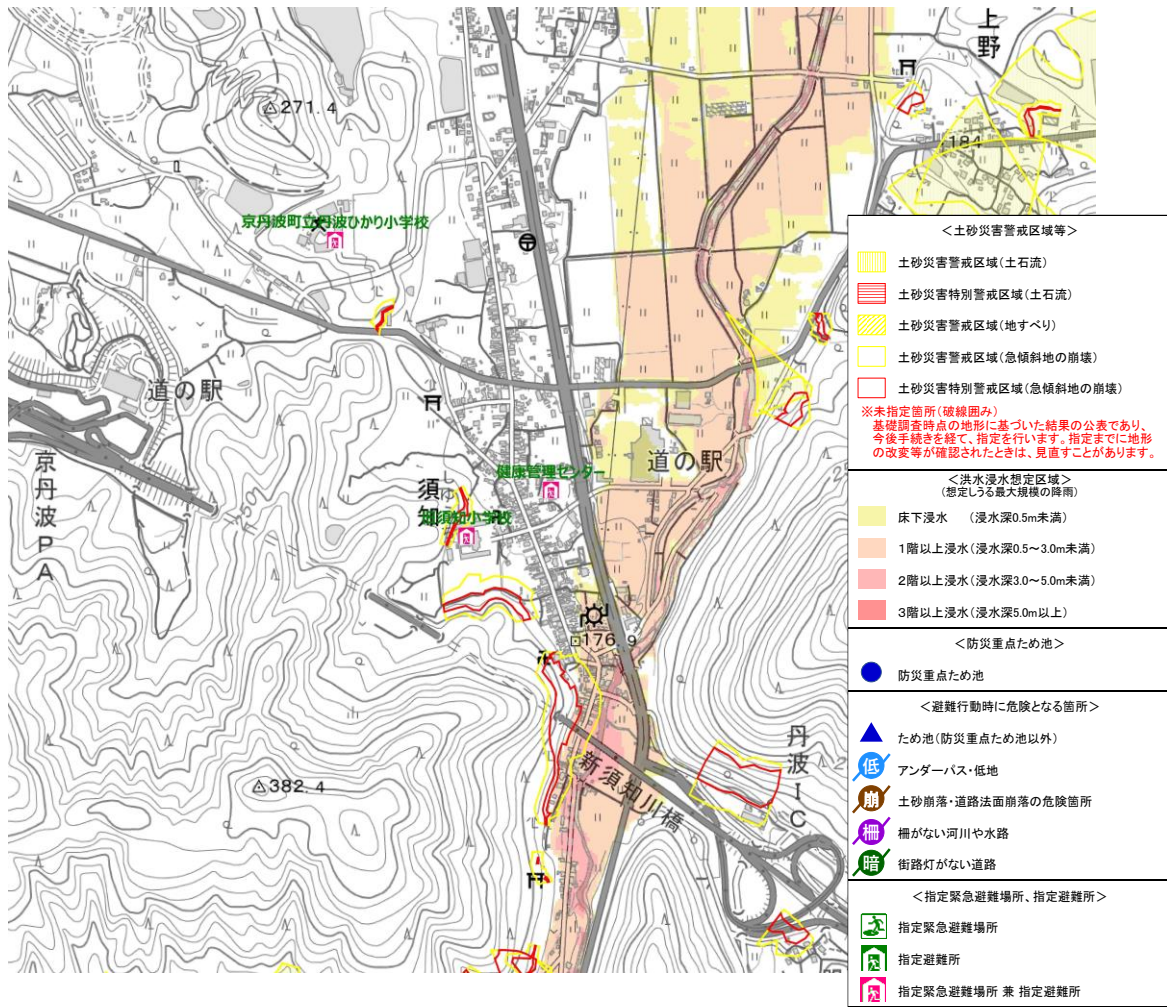 上野
271.4
184
京丹波町立丹波ひかり小学校
道の駅
京丹波PA
健康管理センター
須知
須知小学校
道の駅
176.9
新須知川橋
丹波IC
382.4
<土砂災害警戒区域等>
土砂災害警戒区域(土石流)
土砂災害特別警戒区域(土石流)
土砂災害警戒区域(地すべり)
土砂災害警戒区域(急傾斜地の崩壊)
土砂災害特別警戒区域(急傾斜地の崩壊)
※未指定箇所(破線囲み)
基礎調査時点の地形に基づいた結果の公表であり、
今後手続きを経て、指定を行います。指定までに地形
の改変等が確認されたときは、見直すことがあります。
<洪水浸水想定区域>
(想定しうる最大規模の降雨)
床下浸水 (浸水深0.5m未満)
1階以上浸水(浸水深0.5~3.0m未満)
2階以上浸水(浸水深3.0~5.0m未満)
3階以上浸水(浸水深5.0m以上)
<防災重点ため池>
防災重点ため池
<避難行動時に危険となる箇所>
ため池(防災重点ため池以外)
低 アンダーパス・低地
崩 土砂崩落・道路法面崩落の危険箇所
柵 柵がない河川や水路
暗 街路灯がない道路
<指定緊急避難場所、指定避難所>
指定緊急避難場所
指定避難所
指定緊急避難場所 兼 指定避難所